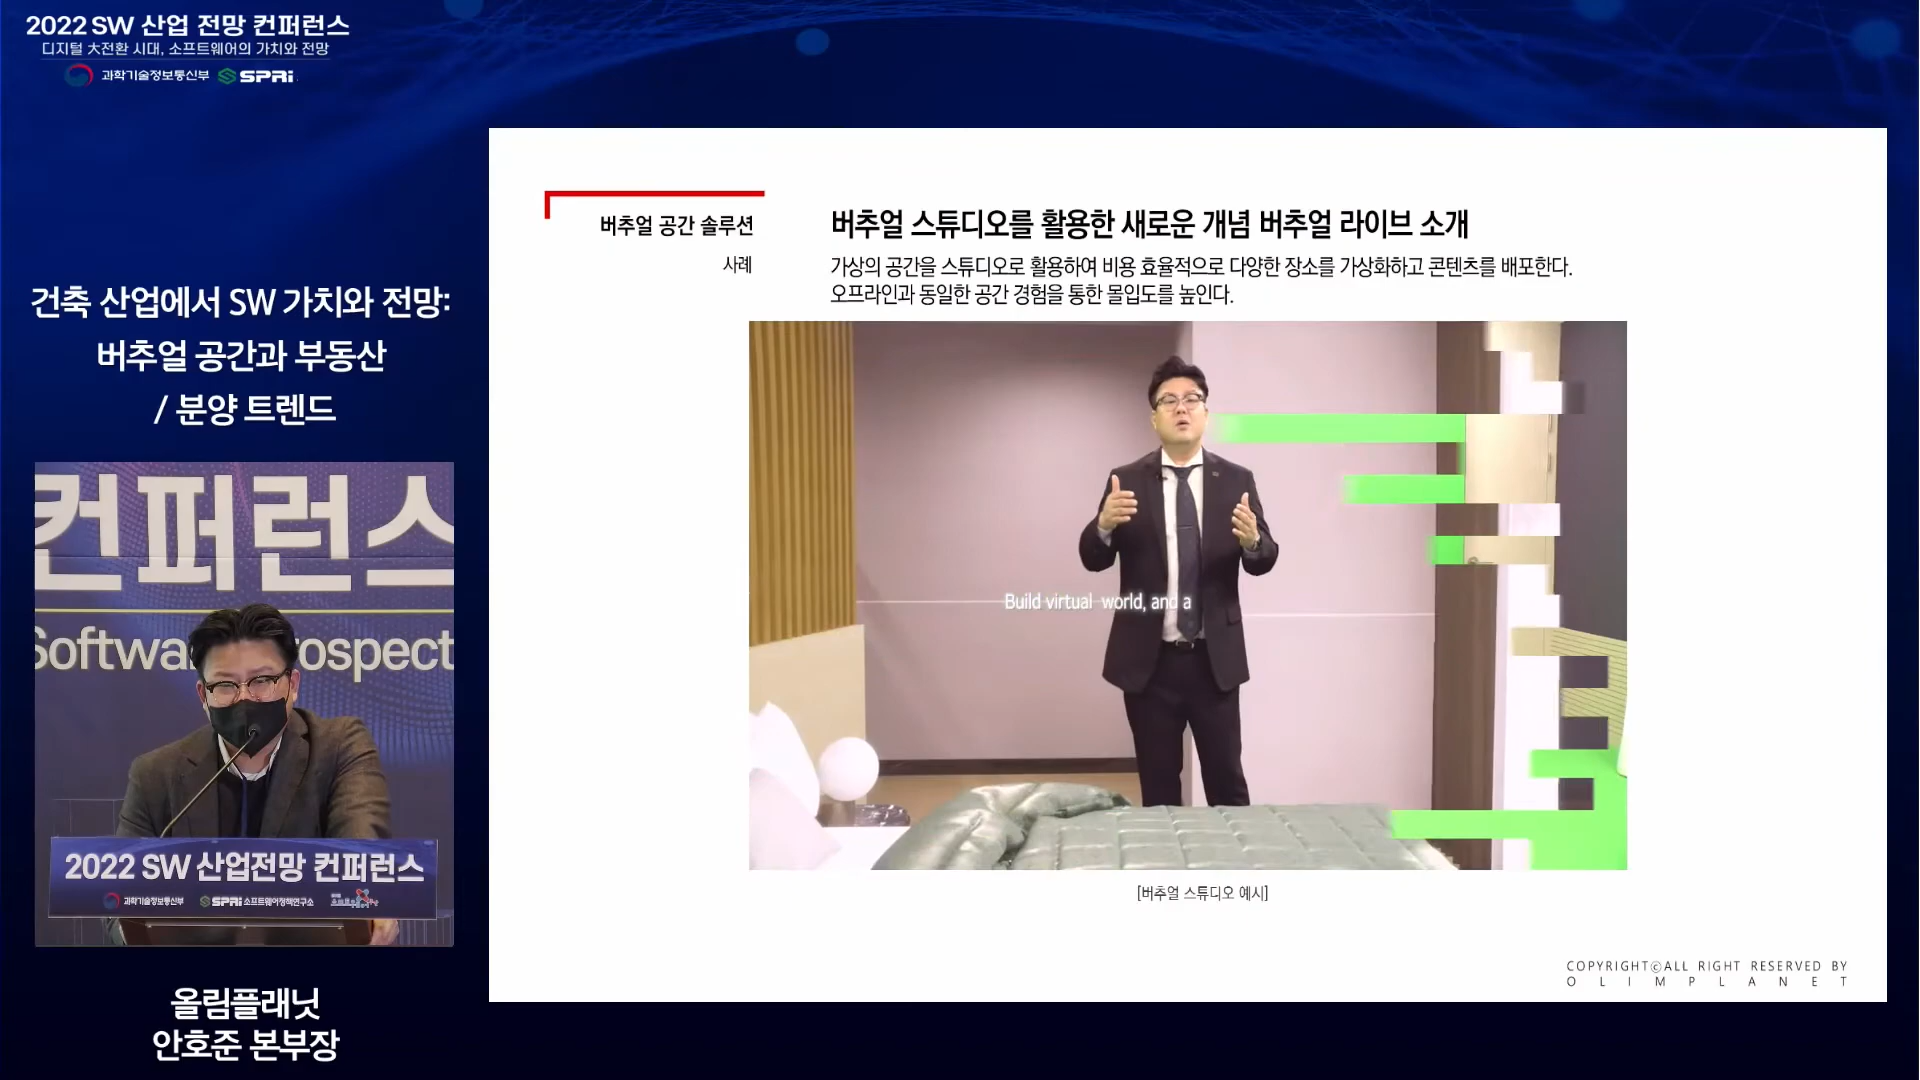 2022 SW 산업 전망 컨퍼런스
디지털 大전환 시대, 소프트웨어의 가치와 전망
과학기술정보통신부 SPRi
건축 산업에서 SW 가치와 전망:
버추얼 공간과 부동산
/ 분양 트렌드
컨퍼런스
Softwa rospect
2022 SW 산업전망 컨퍼런스
과학기술정보통신부 SPRi 소프트웨어정책연구소
올림플래닛
안호준 본부장
버추얼 공간 솔루션
사례
버추얼 스튜디오를 활용한 새로운 개념 버추얼 라이브 소개
가상의 공간을 스튜디오로 활용하여 비용 효율적으로 다양한 장소를 가상화하고 콘텐츠를 배포한다.
오프라인과 동일한 공간 경험을 통한 몰입도를 높인다.
Build virtual world, and a
[버추얼 스튜디오 예시]
COPYRIGHTⓒALL RIGHT RESERVED BY
OLIMPLANET